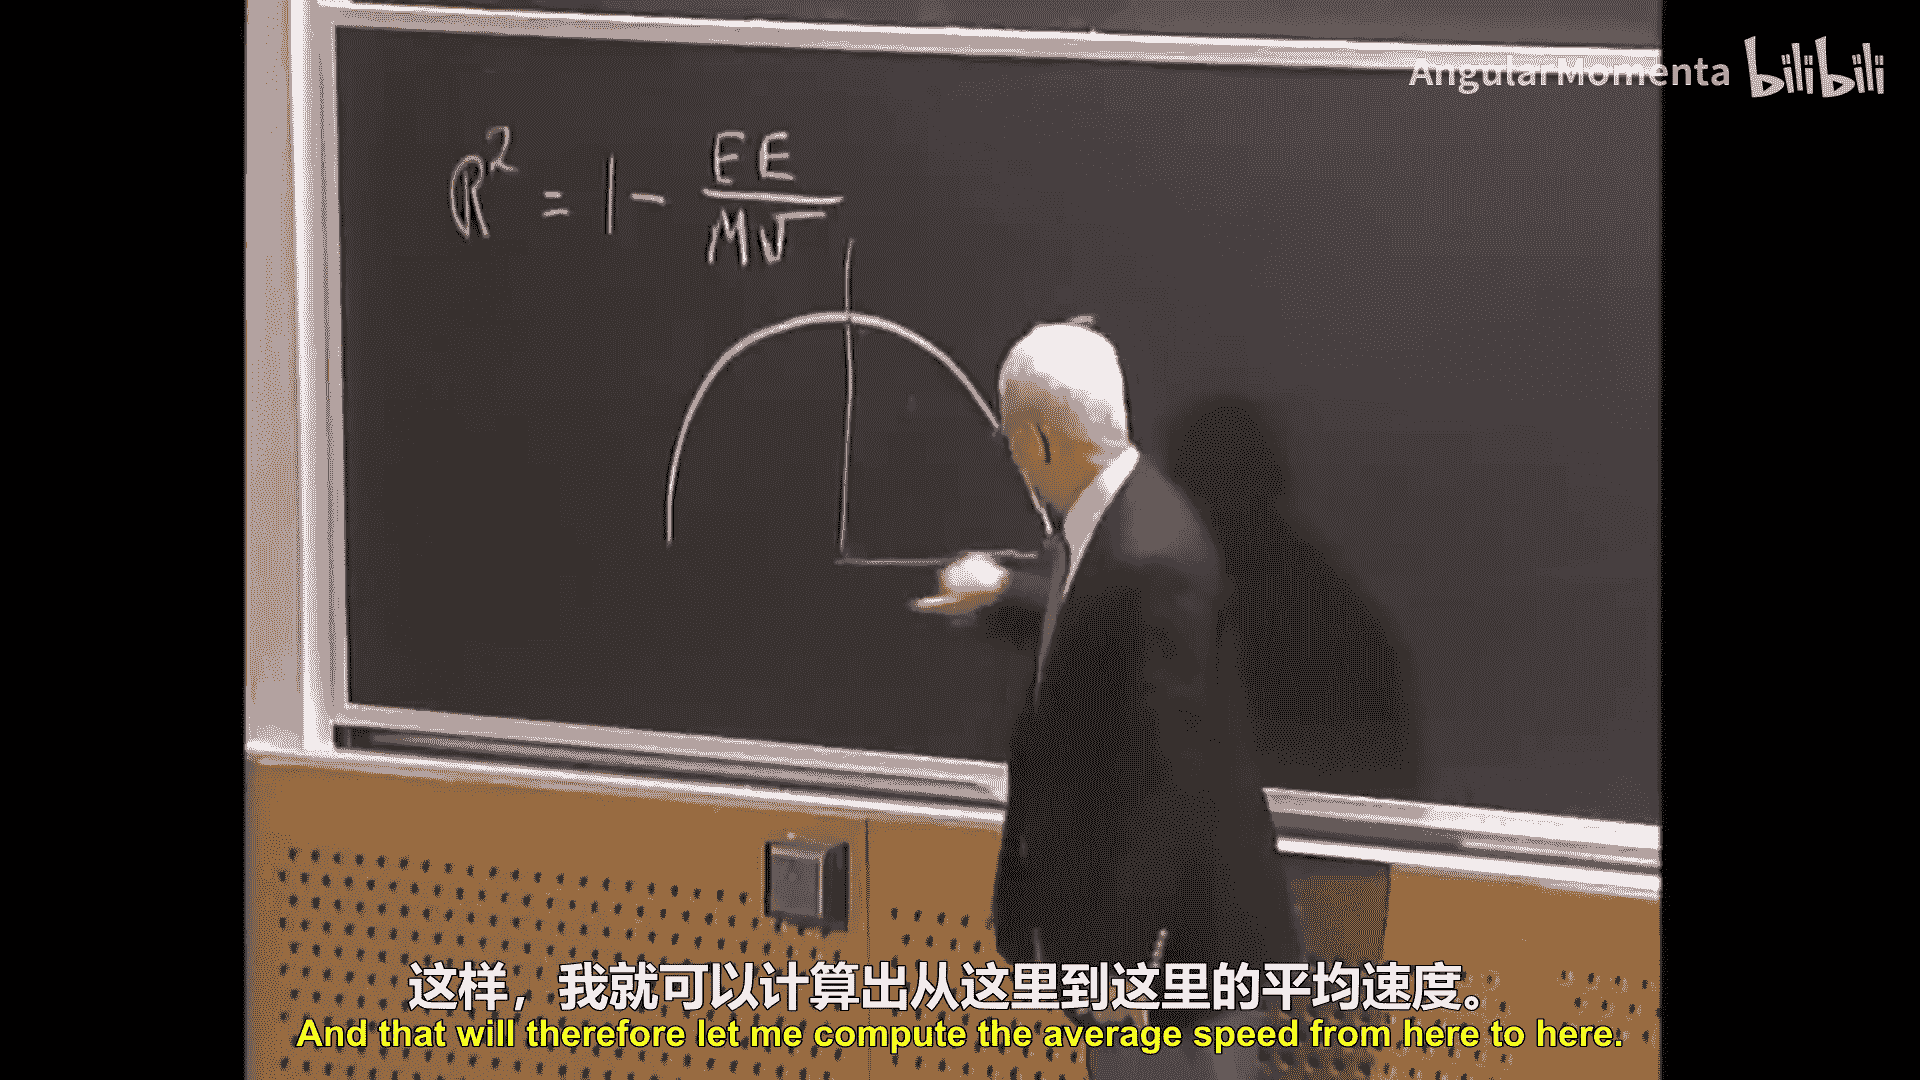 AngularMomenta bilibili
R² = 1 - EE / MV
这样，我就可以计算出从这里到这里的平均速度。
And that will therefore let me compute the average speed from here to here.